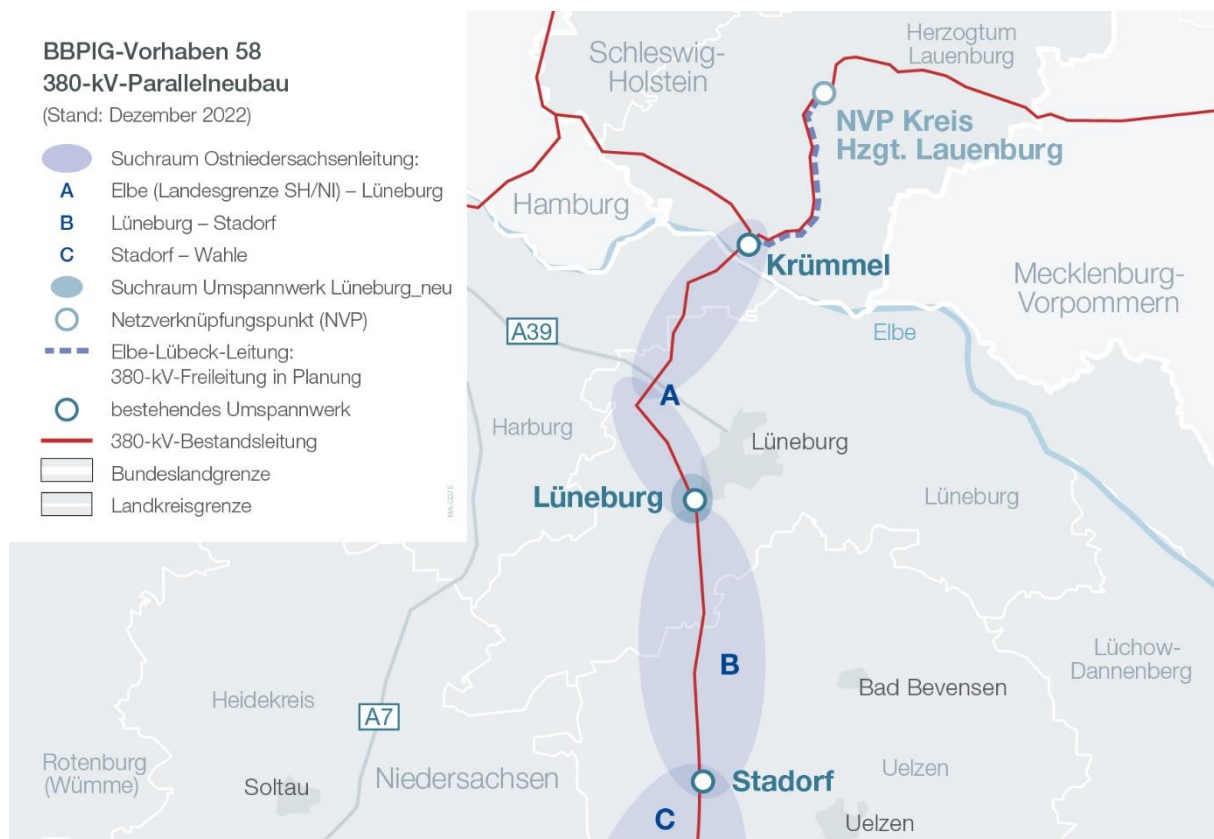 BBPlG-Vorhaben 58
380-kV-Parallelneubau
(Stand: Dezember 2022)
Suchraum Ostniedersachsenleitung:
A Elbe (Landesgrenze SH/NI) – Lüneburg
B Lüneburg – Stadorf
C Stadorf – Wahle
Suchraum Umspannwerk Lüneburg_neu
Netzverknüpfungspunkt (NVP)
Elbe-Lübeck-Leitung:
380-kV-Freileitung in Planung
bestehendes Umspannwerk
380-kV-Bestandsleitung
Bundeslandgrenze
Landkreisgrenze
Schleswig-
Holstein
Herzogtum
Lauenburg
NVP Kreis
Hzgt. Lauenburg
Hamburg
Krümmel
Mecklenburg-
Vorpommern
A39
Elbe
A
Harburg
Lüneburg
Lüneburg
Lüneburg
B
Lüchow-
Dannenberg
Bad Bevensen
Heidekreis
A7
Rotenburg
(Wümme)
Soltau
Niedersachsen
Stadorf
Uelzen
C
Uelzen